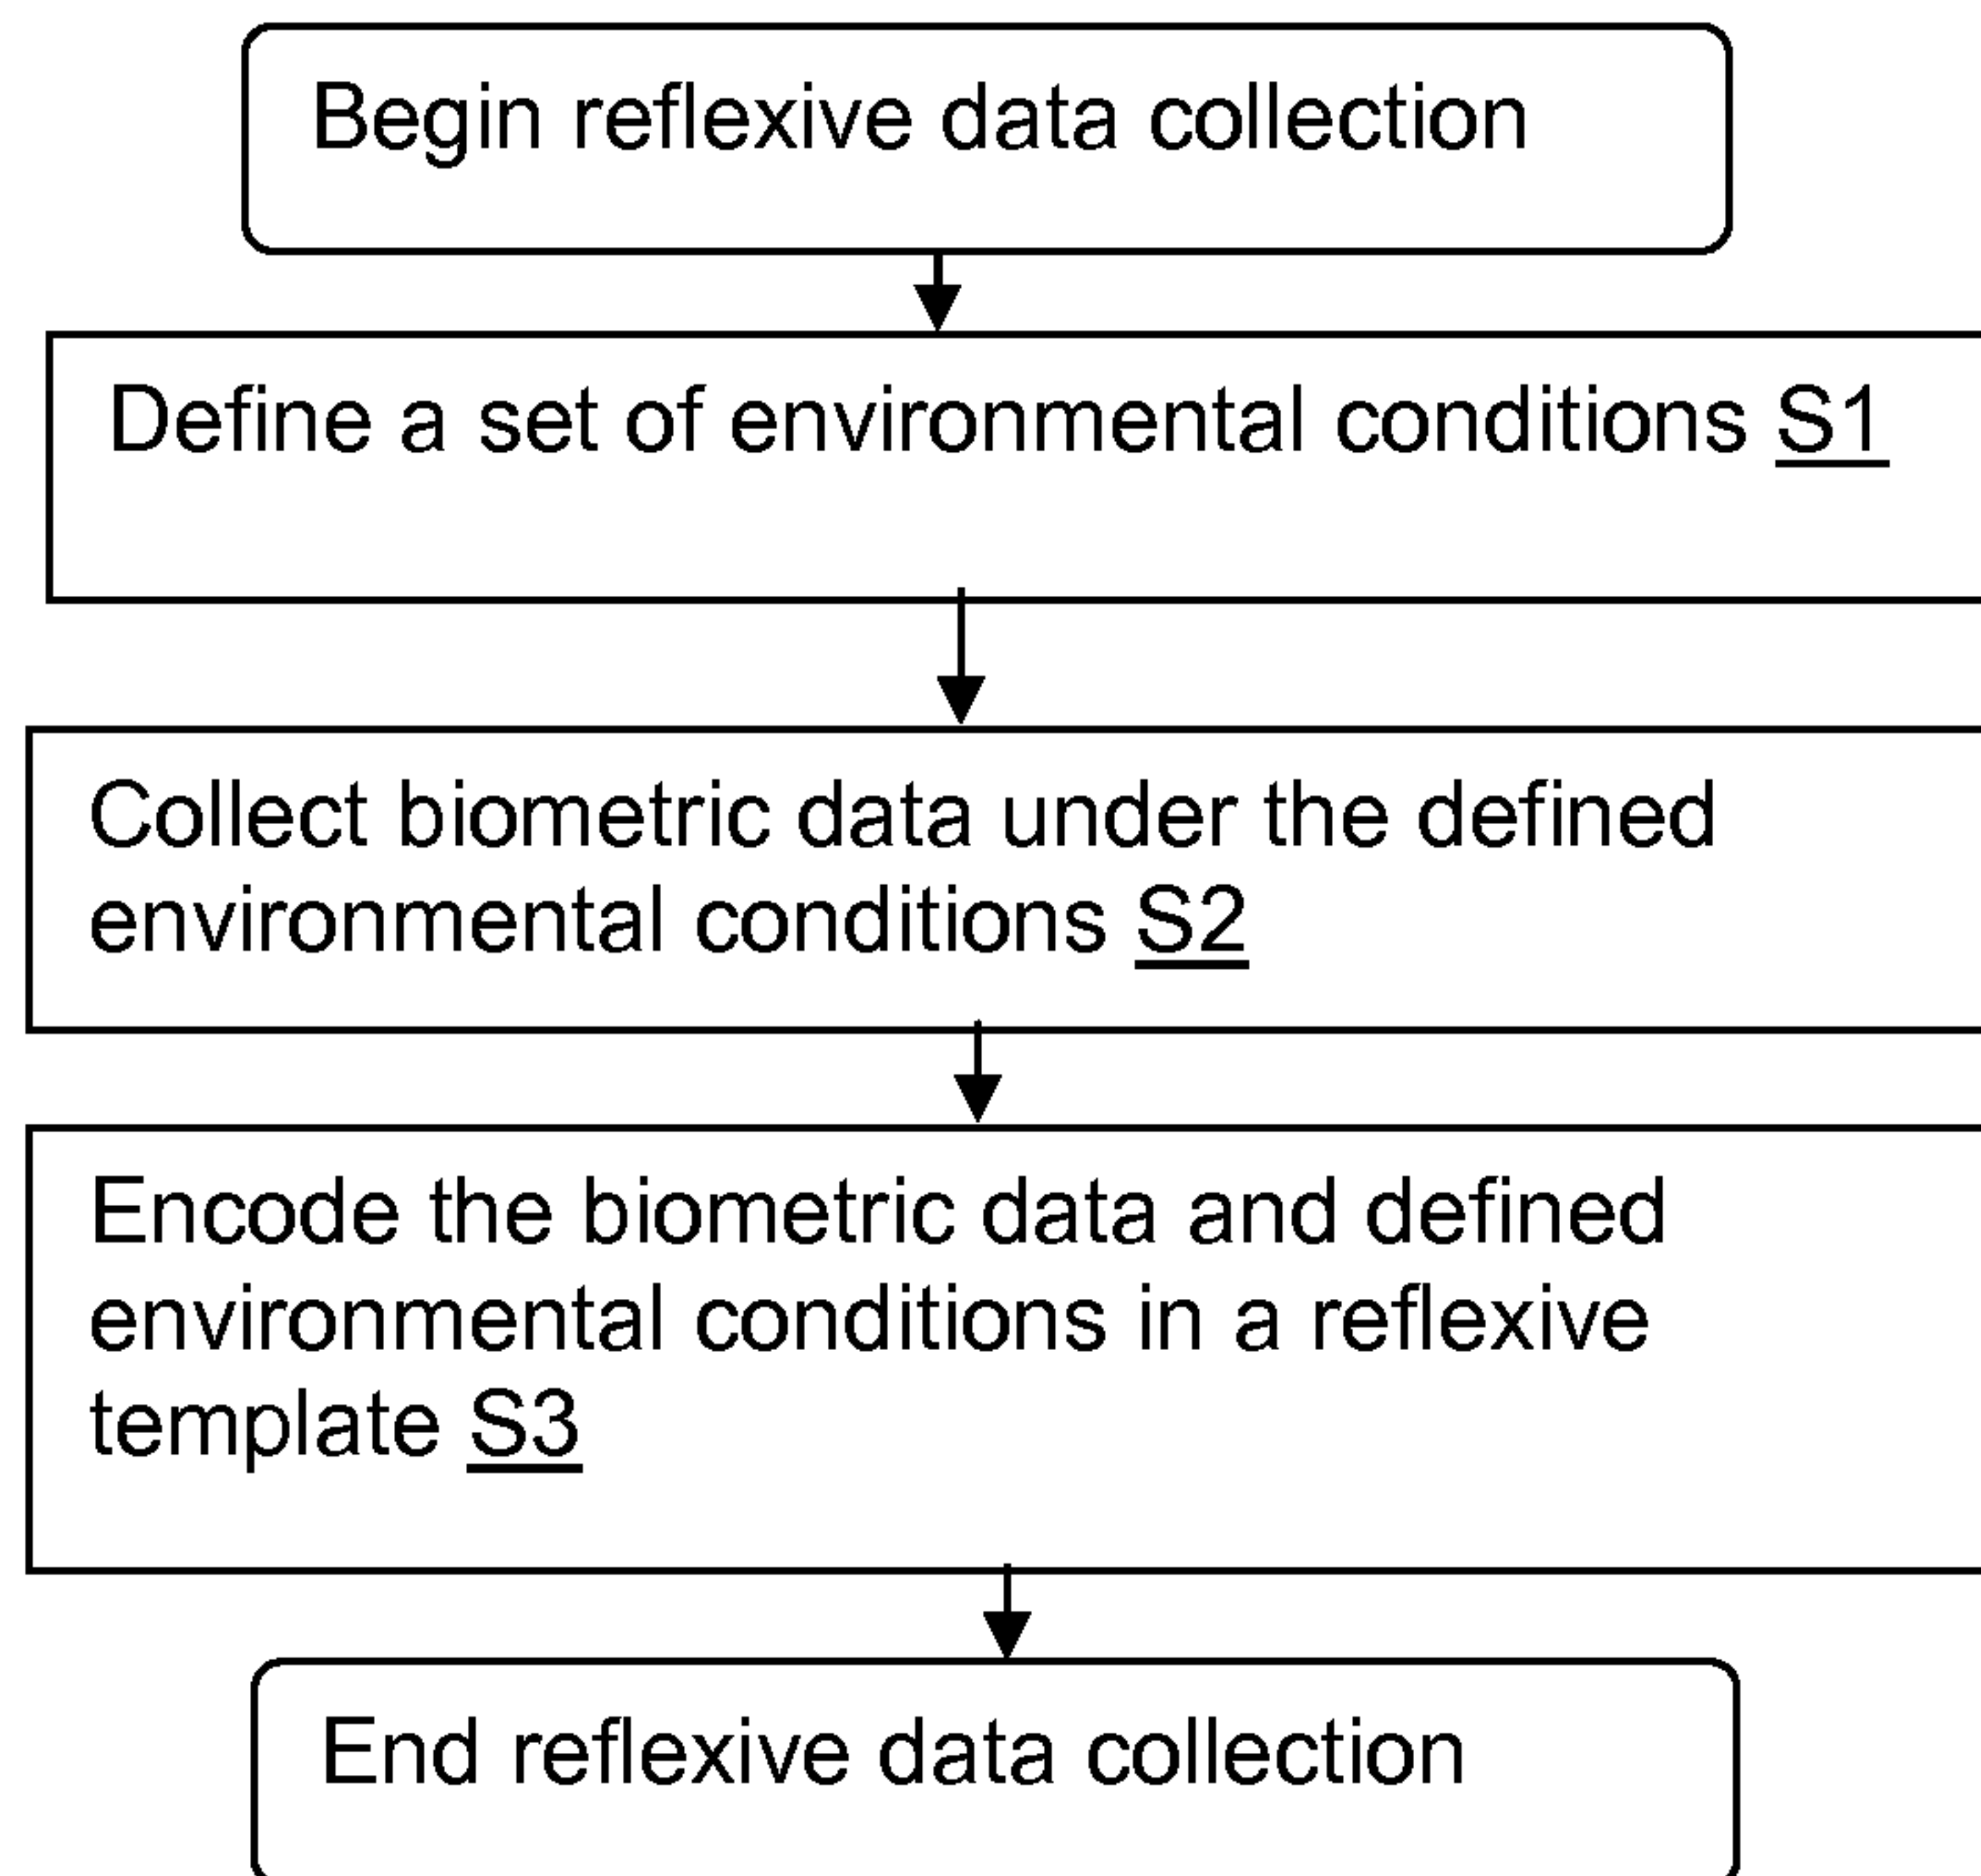 Begin reflexive data collection
Define a set of environmental conditions S1
Collect biometric data under the defined
environmental conditions S2
Encode the biometric data and defined
environmental conditions in a reflexive
template S3
End reflexive data collection